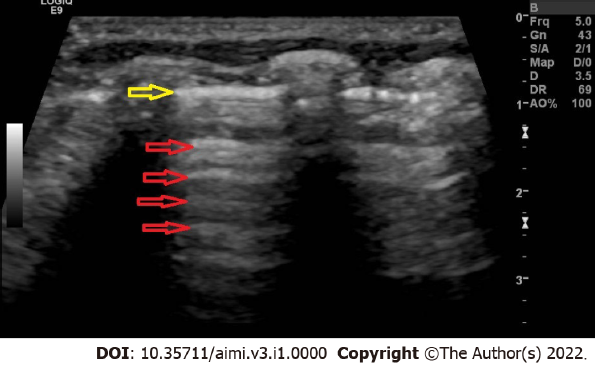 LOGIQ
E9
B
Frq 5.0
Gn 43
S/A 2/1
Map D/0
D 3.5
DR 69
AO% 100
0
1
2
3
DOI: 10.35711/aimi.v3.i1.0000 Copyright ©The Author(s) 2022.